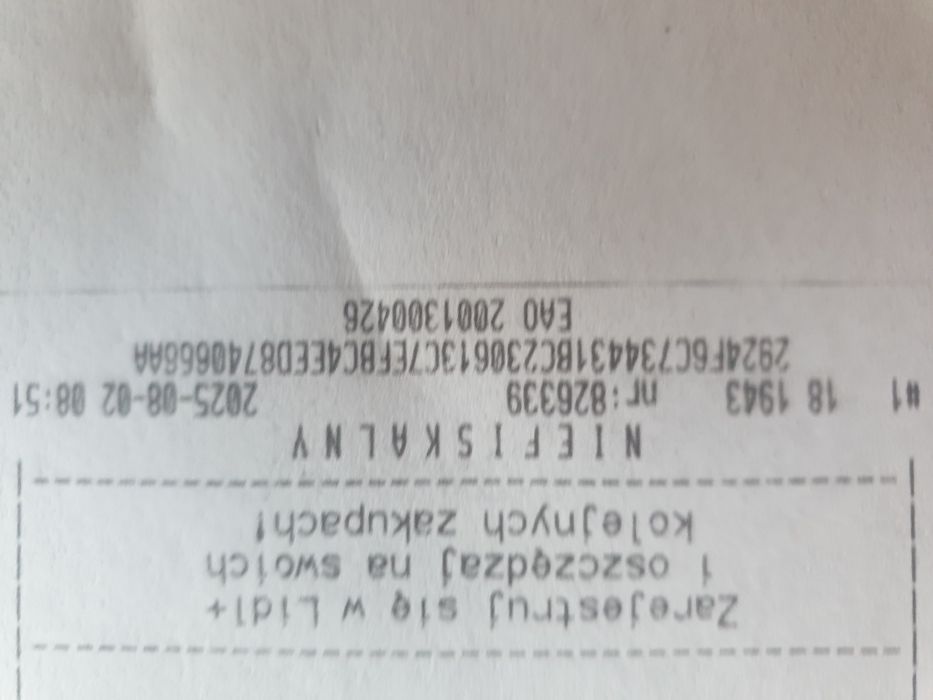 Zarejestruj się w Lidl+
i oszczędzaj na swoich
kolejnych zakupach!
N I E F I S K A L N Y
#1 18 1943 nr:826339 2025-08-02 08:51
2924F6C734431BC230613C7EFBC4EED8740666AA
EAO 2001300426